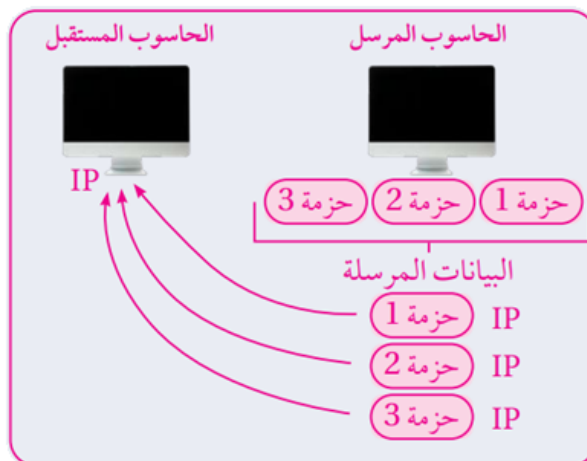 الحاسوب المرسل
الحاسوب المستقبل
IP
حزمة 1 حزمة 2 حزمة 3
البيانات المرسلة
IP حزمة 1
IP حزمة 2
IP حزمة 3